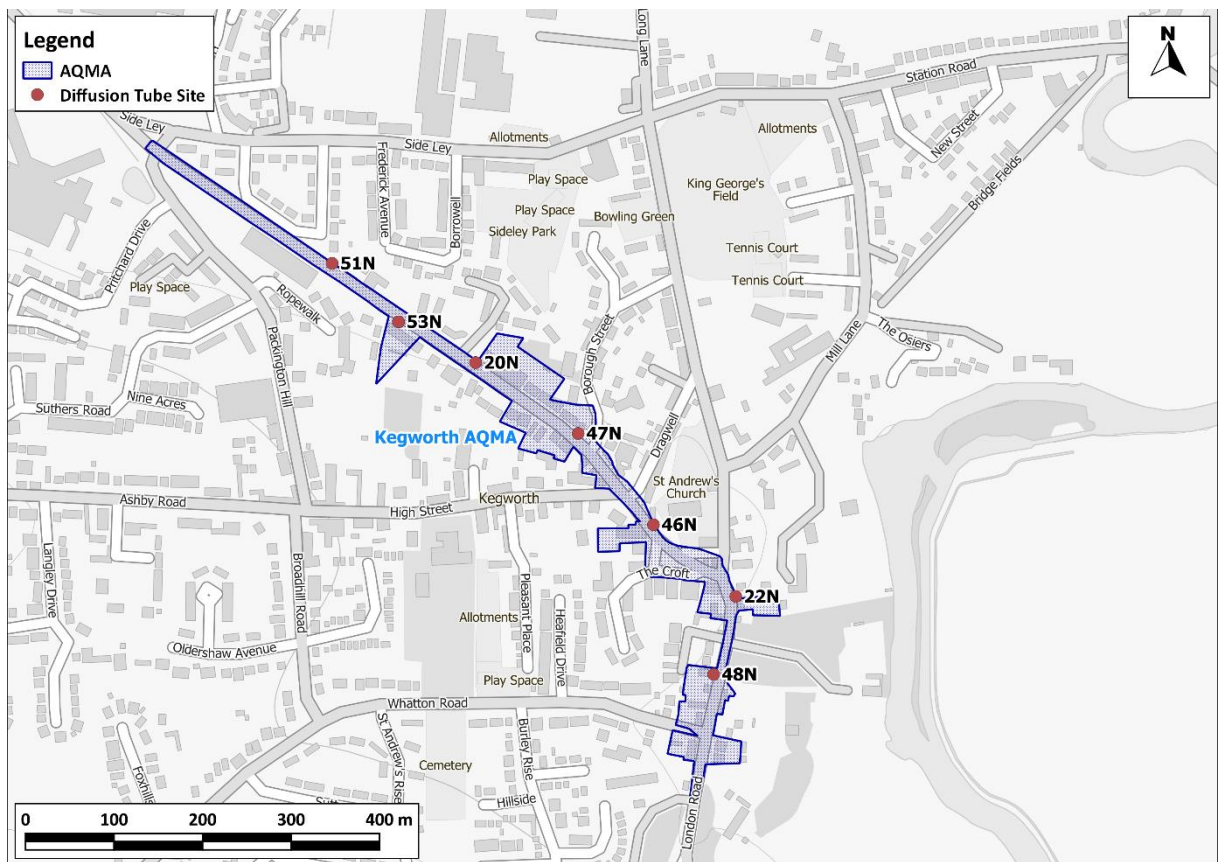 Legend
AQMA
Diffusion Tube Site
N
Long Lane
Station Road
Side Ley
Side Ley
Allotments
Allotments
New Street
Frederick Avenue
Borrowell
Play Space
Play Space
Sideley Park
Bowling Green
King George's
Field
Bridge Fields
Tennis Court
Tennis Court
Pritchard Drive
Play Space
51N
Ropewalk
53N
Packington Hill
20N
Borough Street
The Osiers
Mill Lane
Nine Acres
Suthers Road
Kegworth AQMA
47N
Dragwell
St Andrew's
Church
Ashby Road
High Street
Kegworth
46N
Langley Drive
Broadhill Road
The Croft
Pleasant Place
Heafield Drive
Allotments
22N
Oldershaw Avenue
48N
Play Space
Whatton Road
St Andrew's Rise
Burley Rise
Cemetery
Foxhills
Hillside
London Road
0 100 200 300 400 m